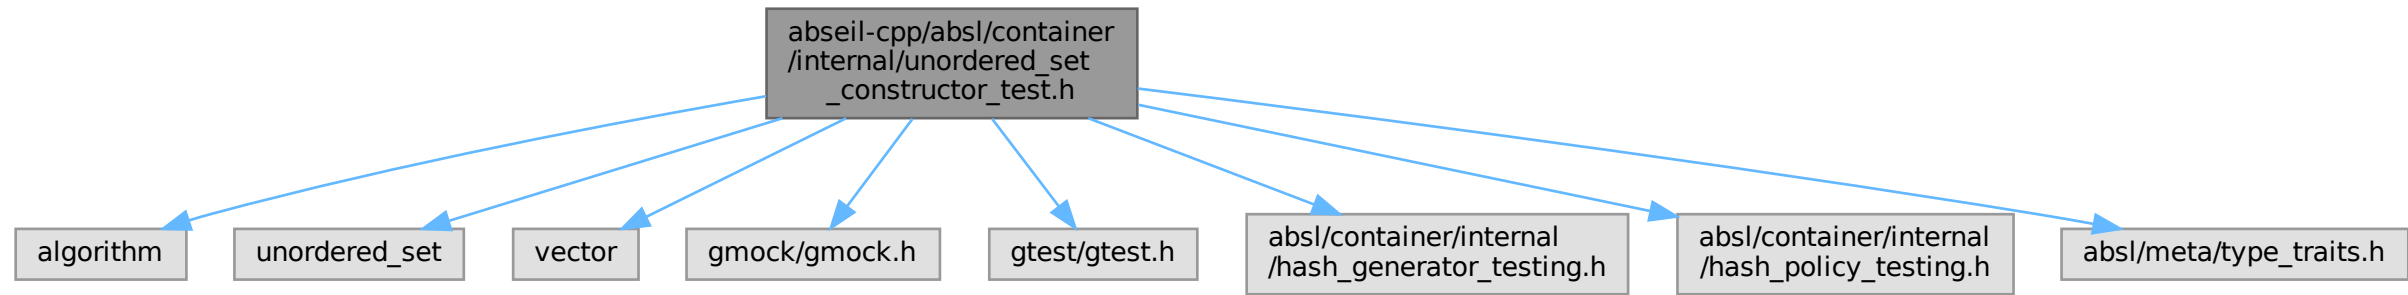 abseil-cpp/absl/container
/internal/unordered_set
_constructor_test.h
algorithm
unordered_set
vector
gmock/gmock.h
gtest/gtest.h
absl/container/internal
/hash_generator_testing.h
absl/container/internal
/hash_policy_testing.h
absl/meta/type_traits.h